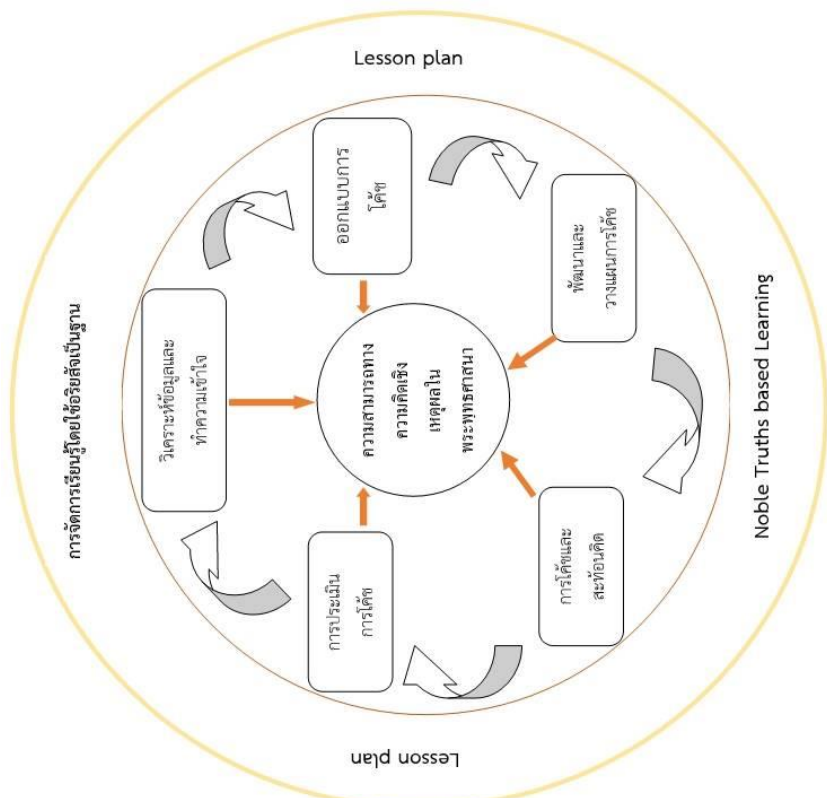 Lesson plan
การจัดการเรียนรู้โดยใช้อริยสัจเป็นฐาน
Noble Truths based Learning
Lesson plan
วิเคราะห์ข้อมูลและ
ทำความเข้าใจ
ออกแบบการ
โค้ช
พัฒนาและ
วางแผนการโค้ช
การโค้ชและ
สะท้อนคิด
การประเมิน
การโค้ช
ความสามารถทาง
ความคิดเชิง
เหตุผลใน
พระพุทธศาสนา